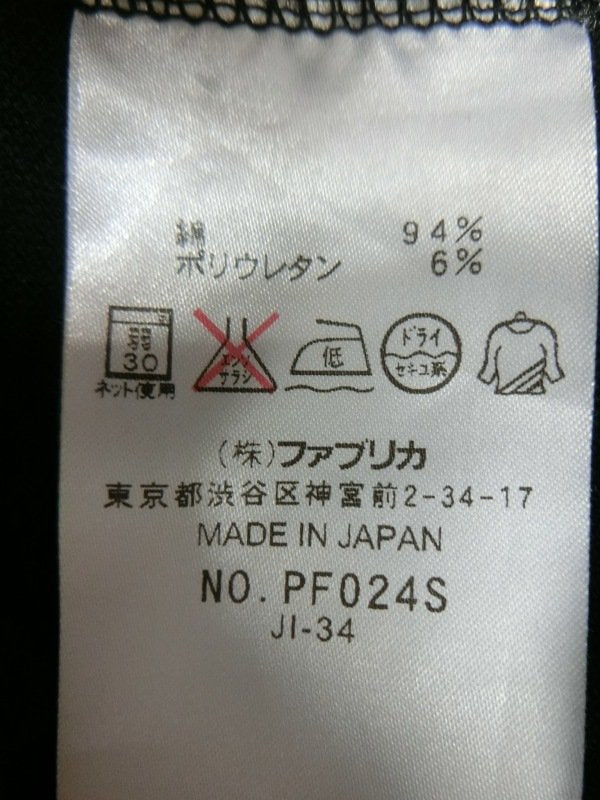 綿 94%
ポリウレタン 6%
弱 30 エンソ サラシ 低 ドライ セキユ系
ネット使用
(株)ファブリカ
東京都渋谷区神宮前2-34-17
MADE IN JAPAN
NO. PF024S
JI-34